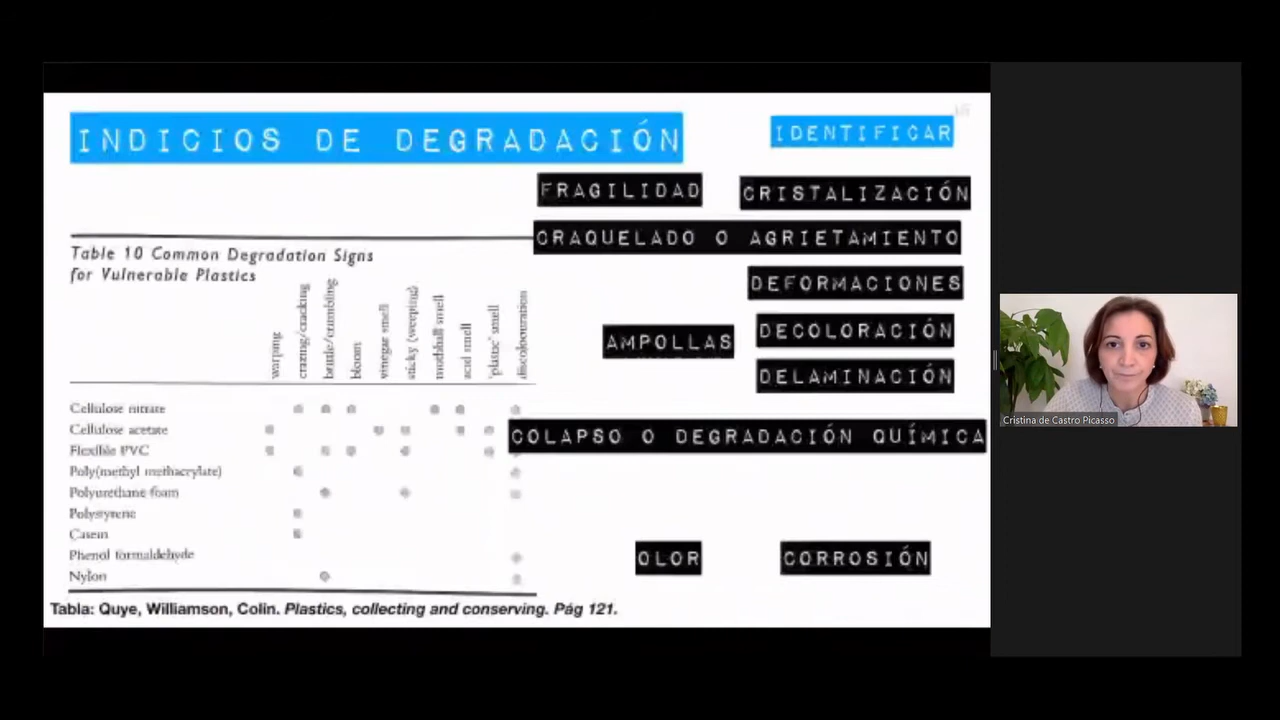 INDICIOS DE DEGRADACIÓN
IDENTIFICAR
FRAGILIDAD
CRISTALIZACIÓN
CRAQUELADO O AGRIETAMIENTO
DEFORMACIONES
AMPOLLAS
DECOLORACIÓN
DELAMINACIÓN
COLAPSO O DEGRADACIÓN QUÍMICA
OLOR
CORROSIÓN
Table 10 Common Degradation Signs
for Vulnerable Plastics
warping
crazing/cracking
brittle/crumbling
bloom
vinegar smell
sticky (weeping)
mothball smell
acid smell
'plastic' smell
discolouration
Cellulose nitrate
Cellulose acetate
Flexible PVC
Poly(methyl methacrylate)
Polyurethane foam
Polystyrene
Casein
Phenol formaldehyde
Nylon
Tabla: Quye, Williamson, Colin. Plastics, collecting and conserving. Pág 121.
Cristina de Castro Picasso